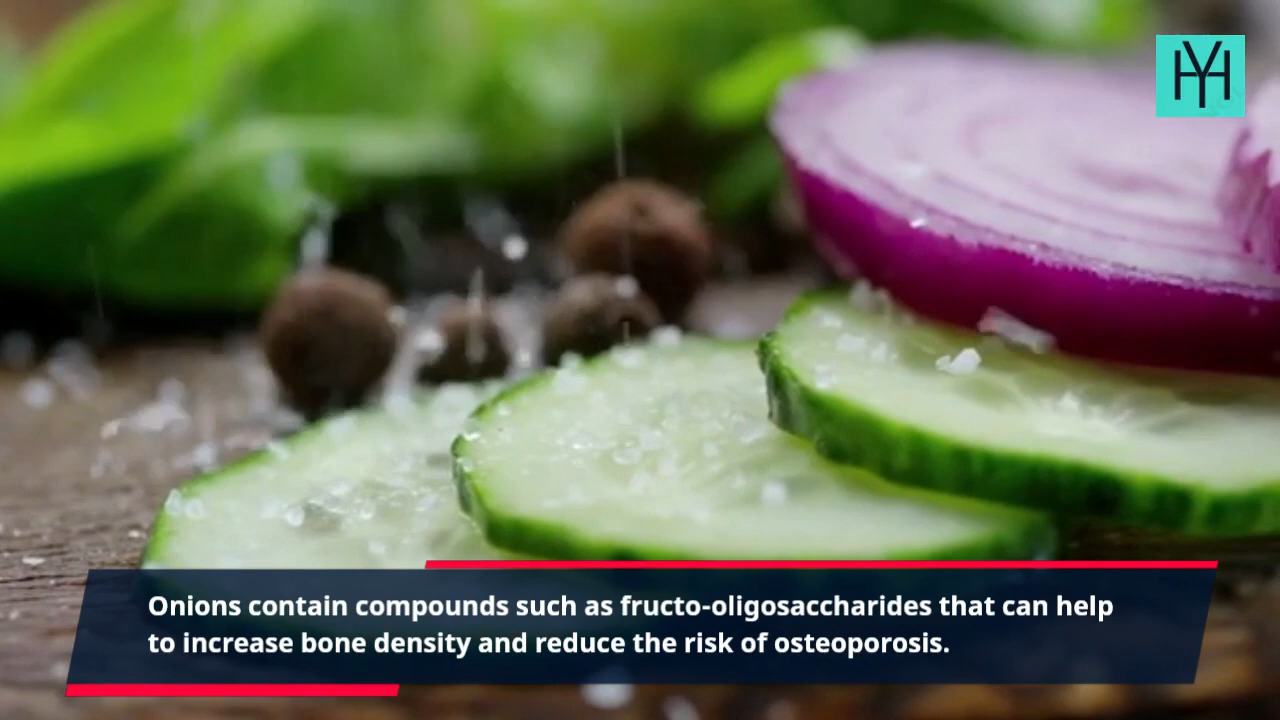 HY
Onions contain compounds such as fructo-oligosaccharides that can help
to increase bone density and reduce the risk of osteoporosis.